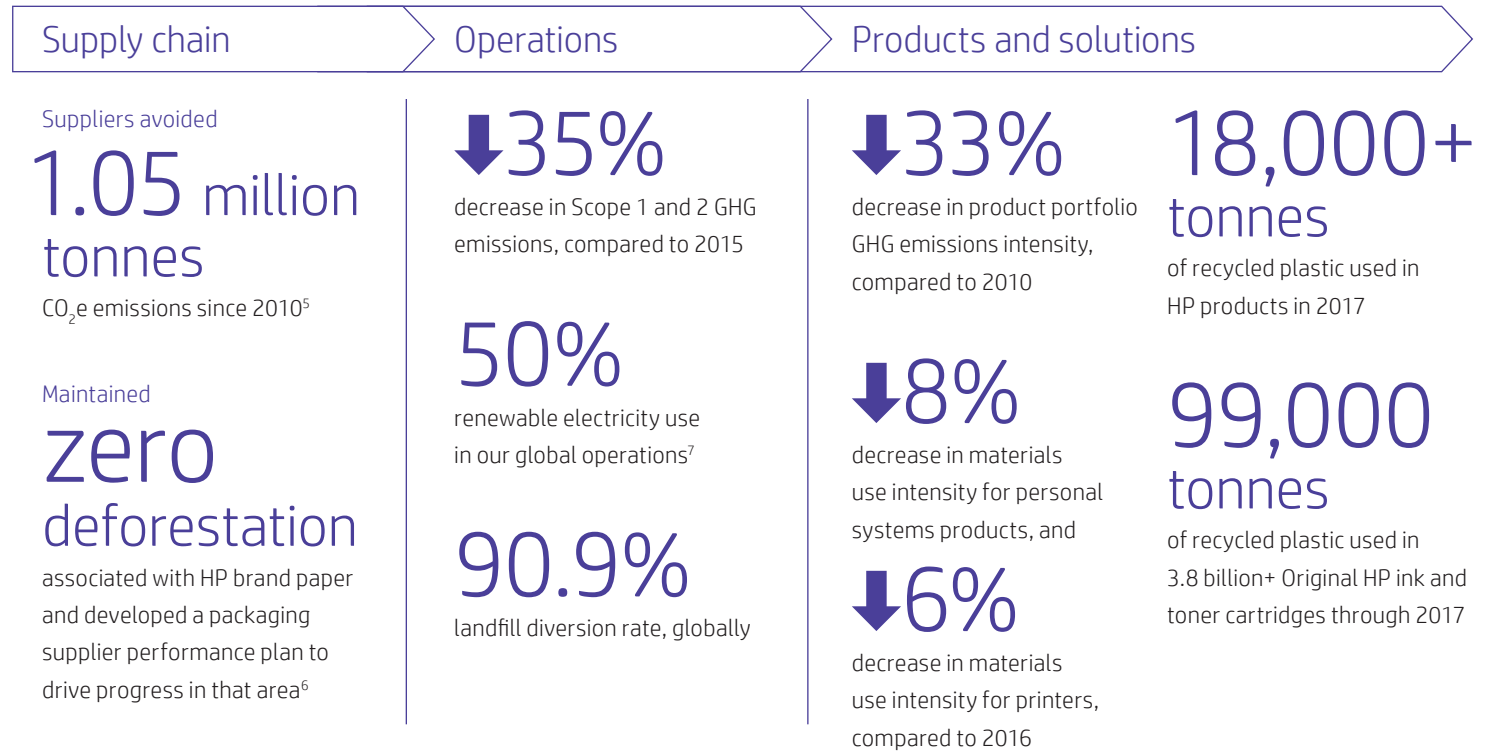 Supply chain
Operations
Products and solutions
Suppliers avoided
1.05 million
tonnes
CO₂e emissions since 2010⁵
Maintained
zero
deforestation
associated with HP brand paper
and developed a packaging
supplier performance plan to
drive progress in that area⁶
35%
decrease in Scope 1 and 2 GHG
emissions, compared to 2015
50%
renewable electricity use
in our global operations⁷
90.9%
landfill diversion rate, globally
33%
decrease in product portfolio
GHG emissions intensity,
compared to 2010
8%
decrease in materials
use intensity for personal
systems products, and
6%
decrease in materials
use intensity for printers,
compared to 2016
18,000+
tonnes
of recycled plastic used in
HP products in 2017
99,000
tonnes
of recycled plastic used in
3.8 billion+ Original HP ink and
toner cartridges through 2017